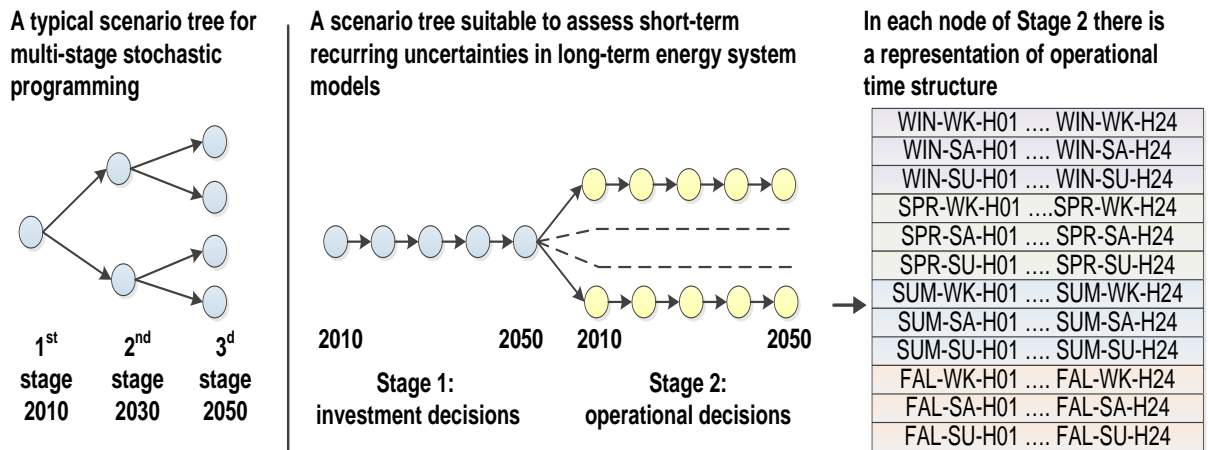 A typical scenario tree for
multi-stage stochastic
programming
1st
stage
2010
2nd
stage
2030
3d
stage
2050
A scenario tree suitable to assess short-term
recurring uncertainties in long-term energy system
models
2010
2050
2010
2050
Stage 1:
investment decisions
Stage 2:
operational decisions
In each node of Stage 2 there is
a representation of operational
time structure
WIN-WK-H01 .... WIN-WK-H24
WIN-SA-H01 .... WIN-SA-H24
WIN-SU-H01 .... WIN-SU-H24
SPR-WK-H01 ....SPR-WK-H24
SPR-SA-H01 .... SPR-SA-H24
SPR-SU-H01 .... SPR-SU-H24
SUM-WK-H01 .... SUM-WK-H24
SUM-SA-H01 .... SUM-SA-H24
SUM-SU-H01 .... SUM-SU-H24
FAL-WK-H01 .... FAL-WK-H24
FAL-SA-H01 .... FAL-SA-H24
FAL-SU-H01 .... FAL-SU-H24